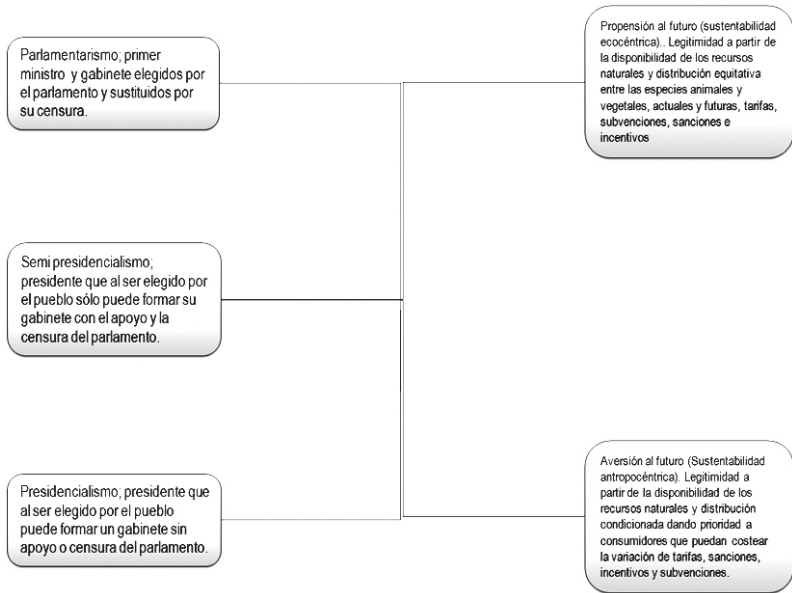 Parlamentarismo; primer
ministro y gabinete elegidos por
el parlamento y sustituidos por
su censura.
Semi presidencialismo;
presidente que al ser elegido por
el pueblo sólo puede formar su
gabinete con el apoyo y la
censura del parlamento.
Presidencialismo; presidente que
al ser elegido por el pueblo
puede formar un gabinete sin
apoyo o censura del parlamento.
Propensión al futuro (sustentabilidad
ecocéntrica).. Legitimidad a partir de
la disponibilidad de los recursos
naturales y distribución equitativa
entre las especies animales y
vegetales, actuales y futuras, tarifas,
subvenciones, sanciones e
incentivos
Aversión al futuro (Sustentabilidad
antropocéntrica). Legitimidad a
partir de la disponibilidad de los
recursos naturales y distribución
condicionada dando prioridad a
consumidores que puedan costear
la variación de tarifas, sanciones,
incentivos y subvenciones.